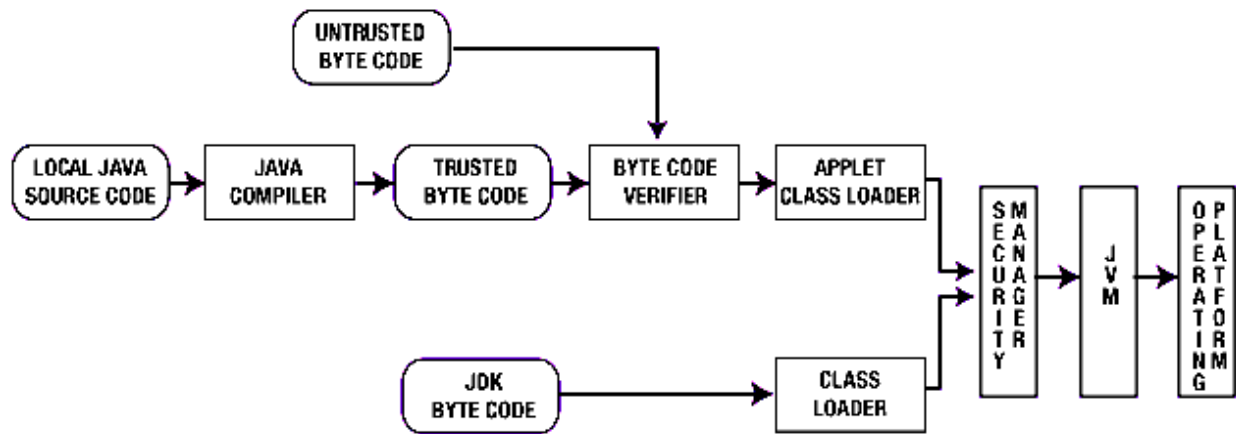 UNTRUSTED
BYTE CODE
LOCAL JAVA
SOURCE CODE
JAVA
COMPILER
TRUSTED
BYTE CODE
BYTE CODE
VERIFIER
APPLET
CLASS LOADER
SECURITY
MANAGER
JVM
OPERATING
PLATFORM
JDK
BYTE CODE
CLASS
LOADER